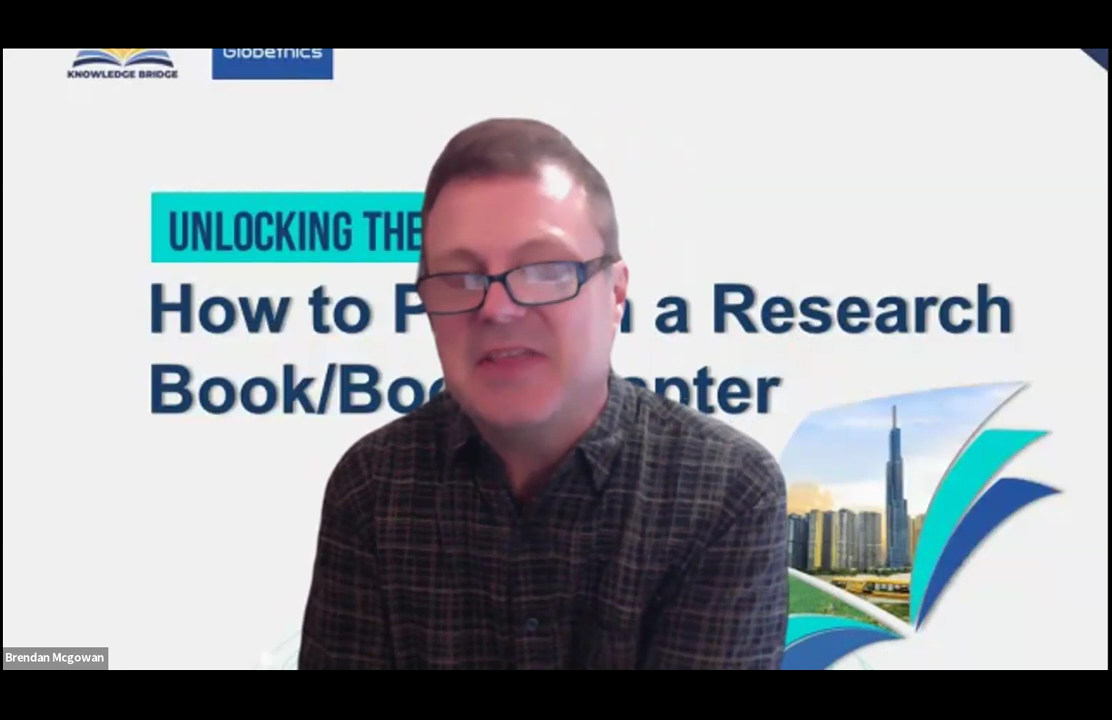 KNOWLEDGE BRIDGE
Globethics
UNLOCKING THE
How to P a Research
Book/Bo pter
Brendan Mcgowan